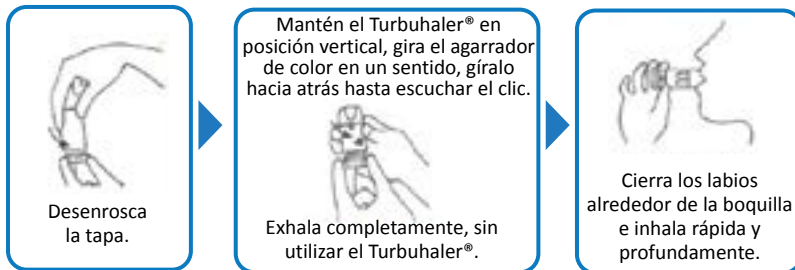 Desenrosca
la tapa.
Mantén el Turbuhaler® en
posición vertical, gira el agarrador
de color en un sentido, gíralo
hacia atrás hasta escuchar el clic.
Exhala completamente, sin
utilizar el Turbuhaler®.
Cierra los labios
alrededor de la boquilla
e inhala rápida y
profundamente.